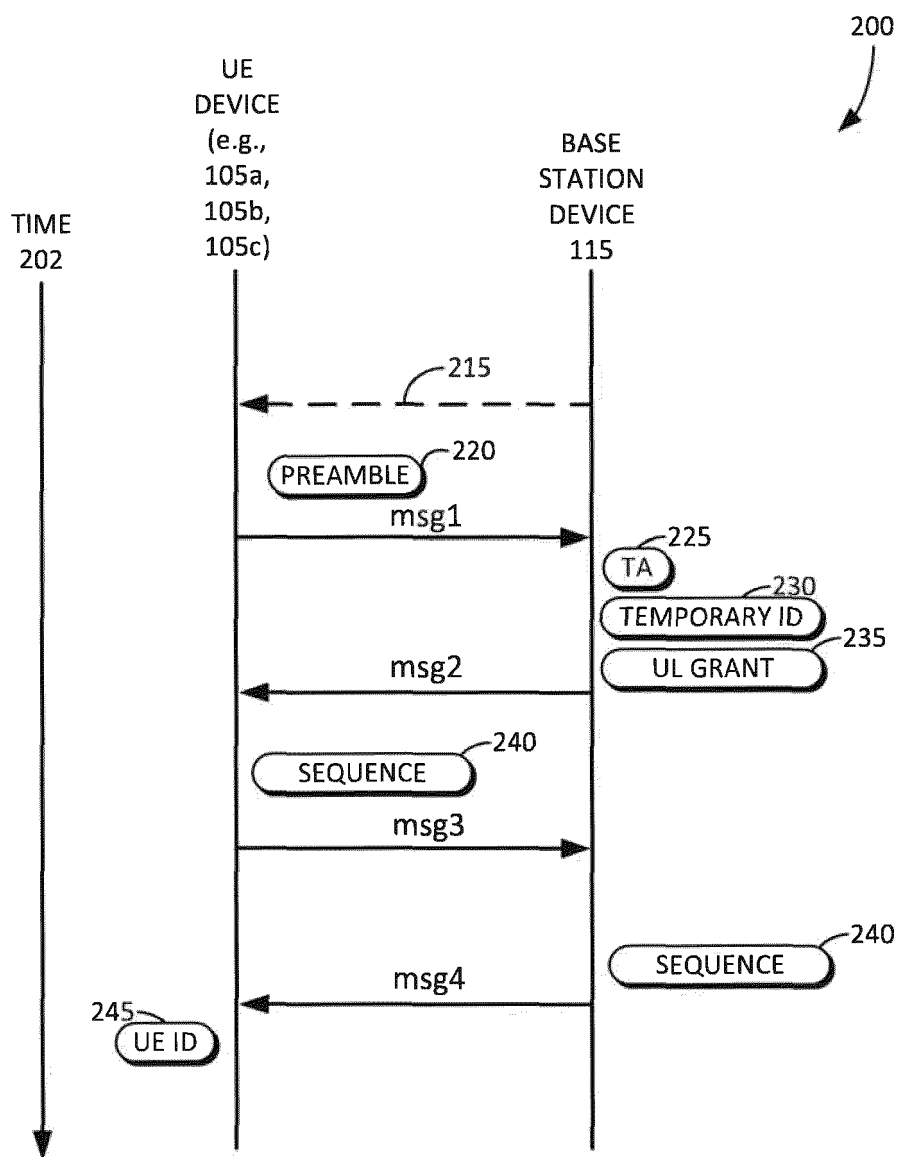 200
UE
DEVICE
(e.g.,
105a,
105b,
105c)
BASE
STATION
DEVICE
115
TIME
202
215
PREAMBLE
220
msg1
225
TA
230
TEMPORARY ID
235
UL GRANT
msg2
240
SEQUENCE
msg3
240
SEQUENCE
msg4
245
UE ID